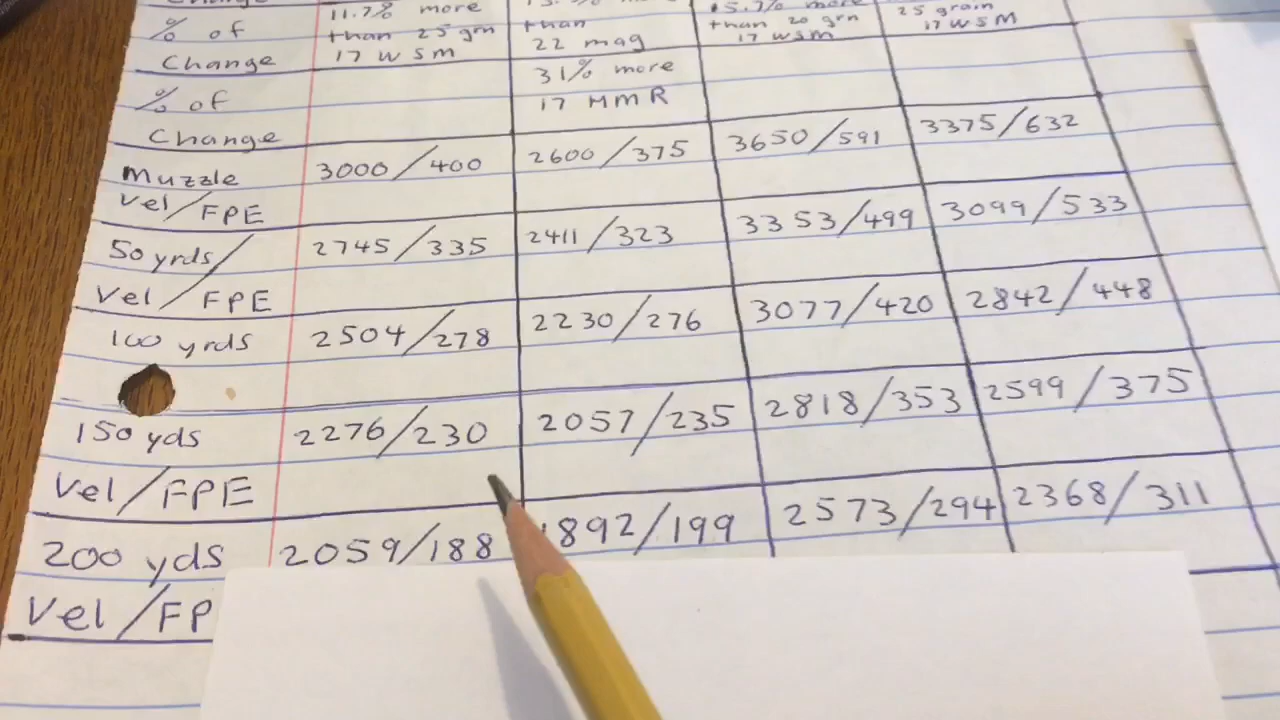 % of
Change
11.7% more
than 25 grn
17 WSM
than
22 mag
31% more
17 HMR
than 20 grn
17 WSM
25 grain
17 WSM
% of
Change
Muzzle
Vel/FPE
3000/400
2600/375
3650/591
3375/632
50 yrds/
Vel/FPE
2745/335
2411/323
3353/499
3099/533
100 yrds
2504/278
2230/276
3077/420
2842/448
150 yds
Vel/FPE
2276/230
2057/235
2818/353
2599/375
200 yds
Vel/FP
2059/188
1892/199
2573/294
2368/311